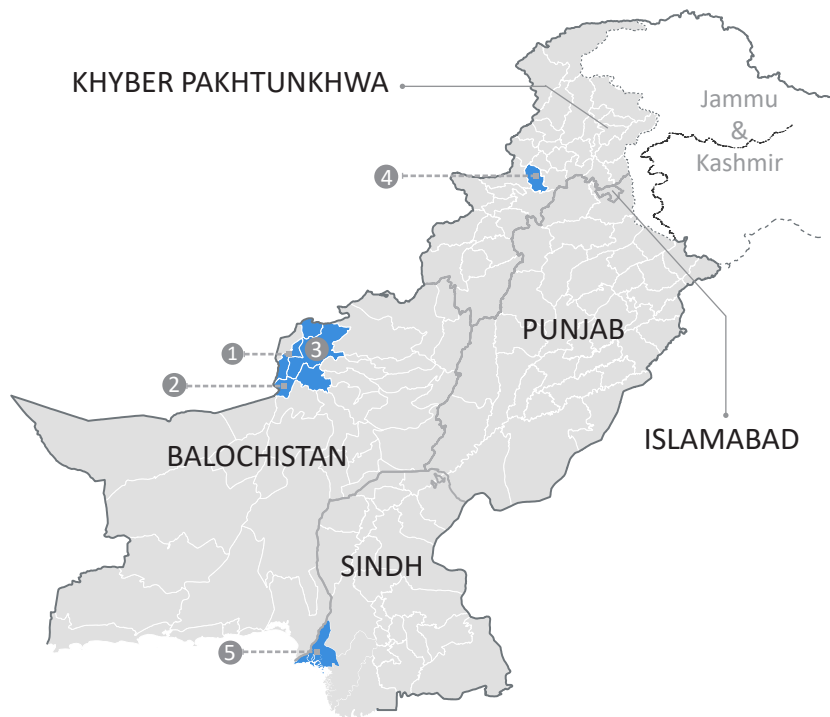 KHYBER PAKHTUNKHWA
Jammu
&
Kashmir
4
PUNJAB
1
3
2
ISLAMABAD
BALOCHISTAN
SINDH
5